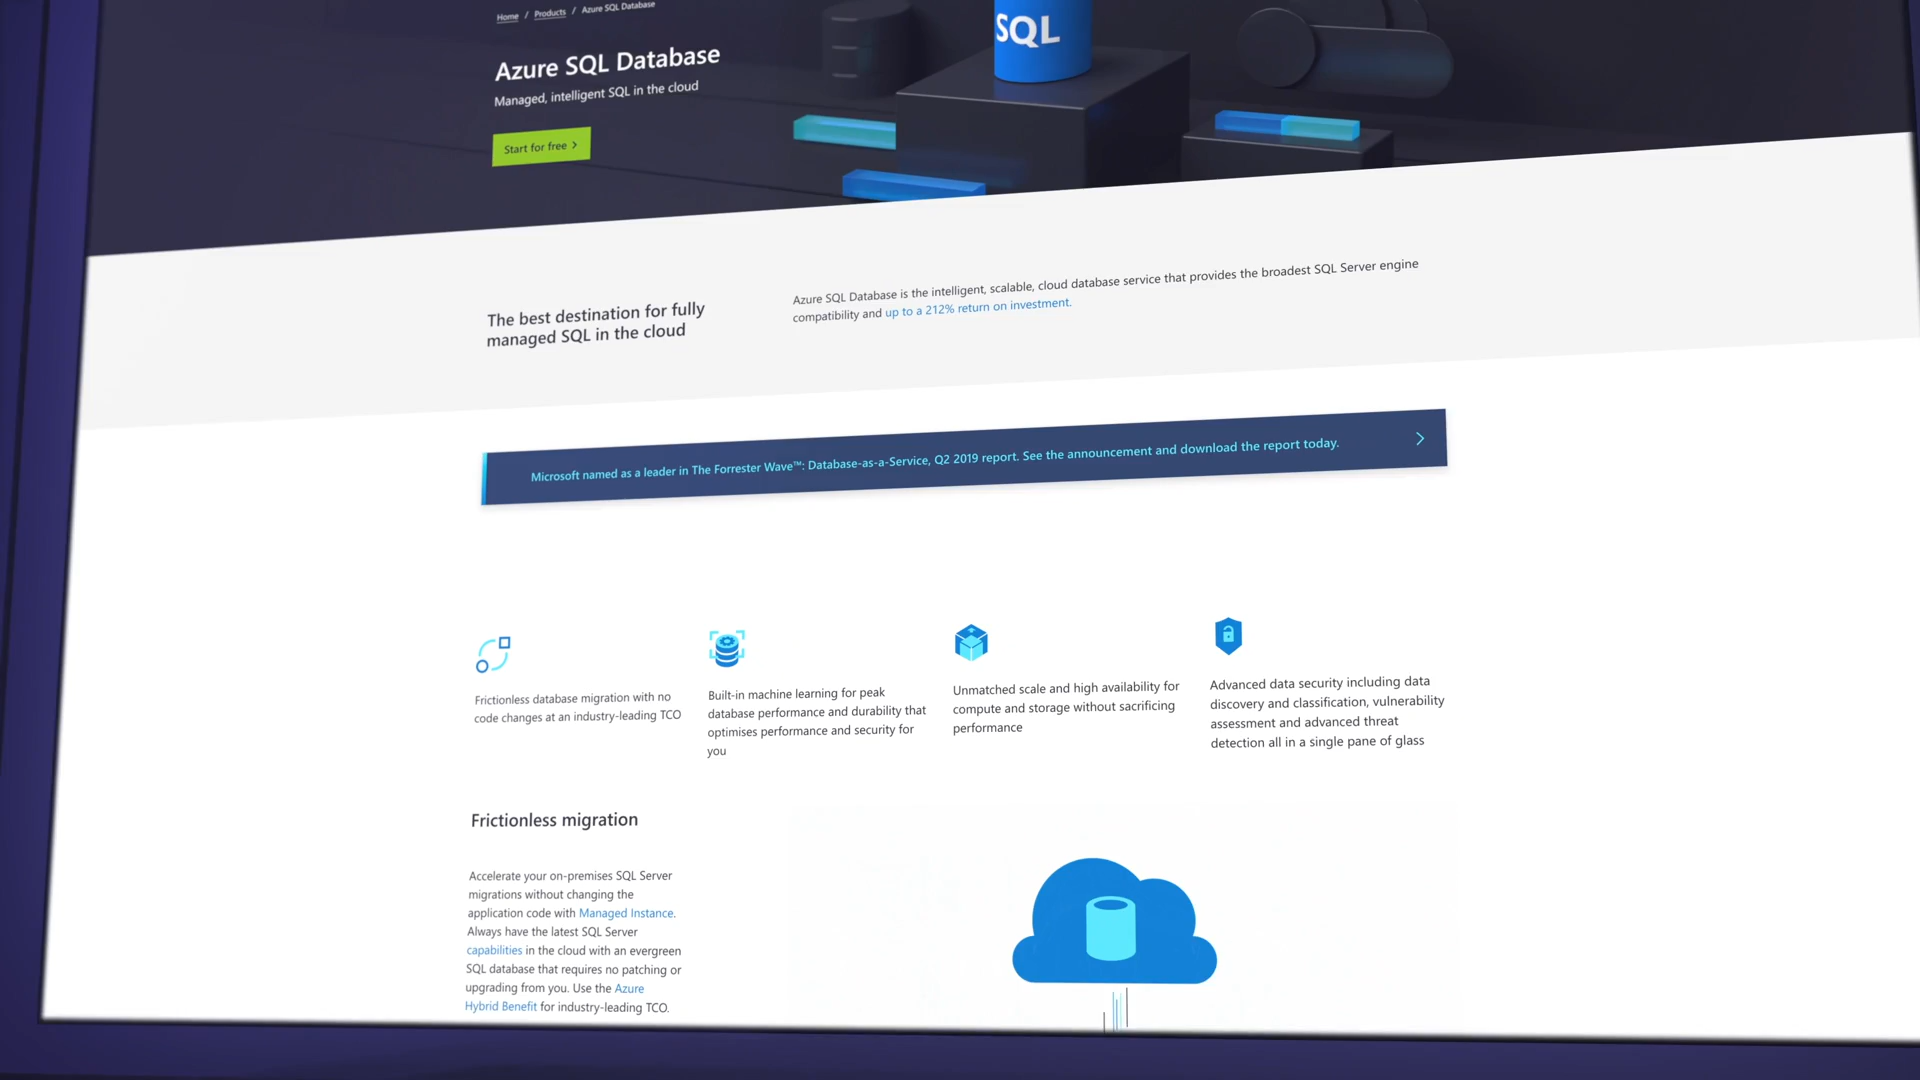 Home / Products / Azure SQL Database
SQL
Azure SQL Database
Managed, intelligent SQL in the cloud
Start for free
The best destination for fully
managed SQL in the cloud
Azure SQL Database is the intelligent, scalable, cloud database service that provides the broadest SQL Server engine
compatibility and up to a 212% return on investment.
Microsoft named as a leader in The Forrester Wave™: Database-as-a-Service, Q2 2019 report. See the announcement and download the report today.
Frictionless database migration with no
code changes at an industry-leading TCO
Built-in machine learning for peak
database performance and durability that
optimises performance and security for
you
Unmatched scale and high availability for
compute and storage without sacrificing
performance
Advanced data security including data
discovery and classification, vulnerability
assessment and advanced threat
detection all in a single pane of glass
Frictionless migration
Accelerate your on-premises SQL Server
migrations without changing the
application code with Managed Instance.
Always have the latest SQL Server
capabilities in the cloud with an evergreen
SQL database that requires no patching or
upgrading from you. Use the Azure
Hybrid Benefit for industry-leading TCO.